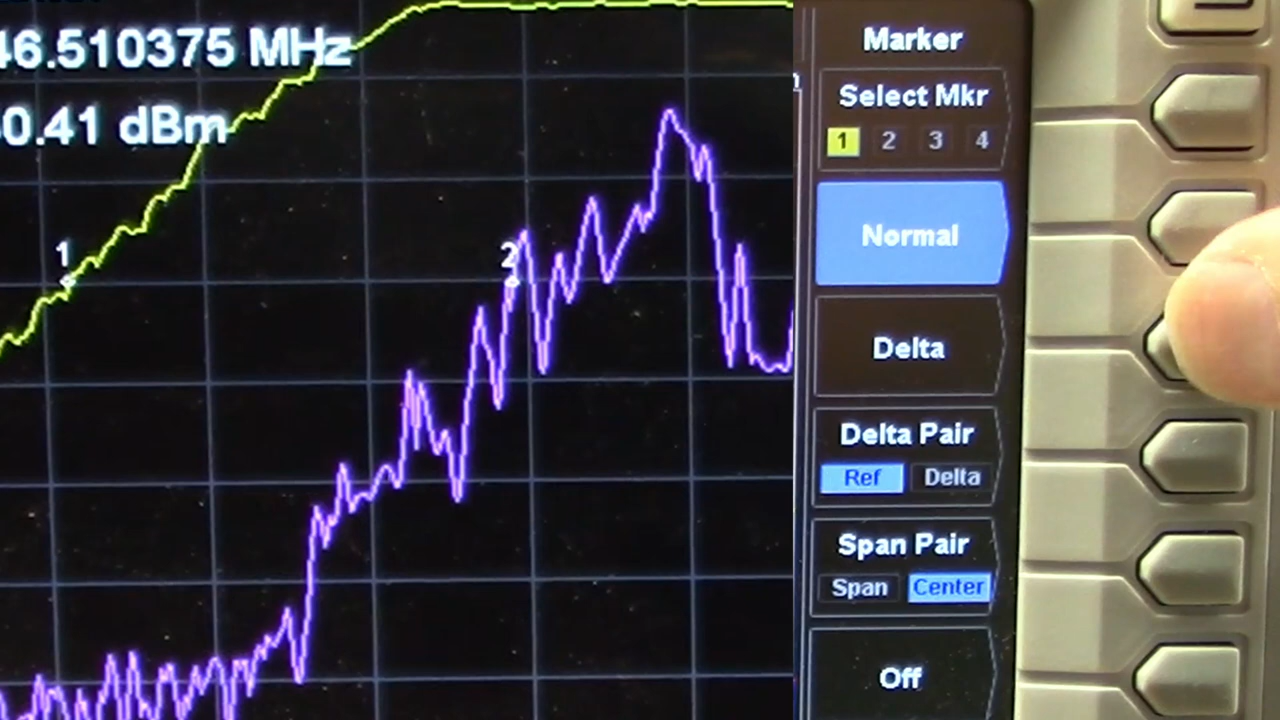 46.510375 MHz
0.41 dBm
1
2
Marker
Select Mkr
1 2 3 4
Normal
Delta
Delta Pair
Ref Delta
Span Pair
Span Center
Off